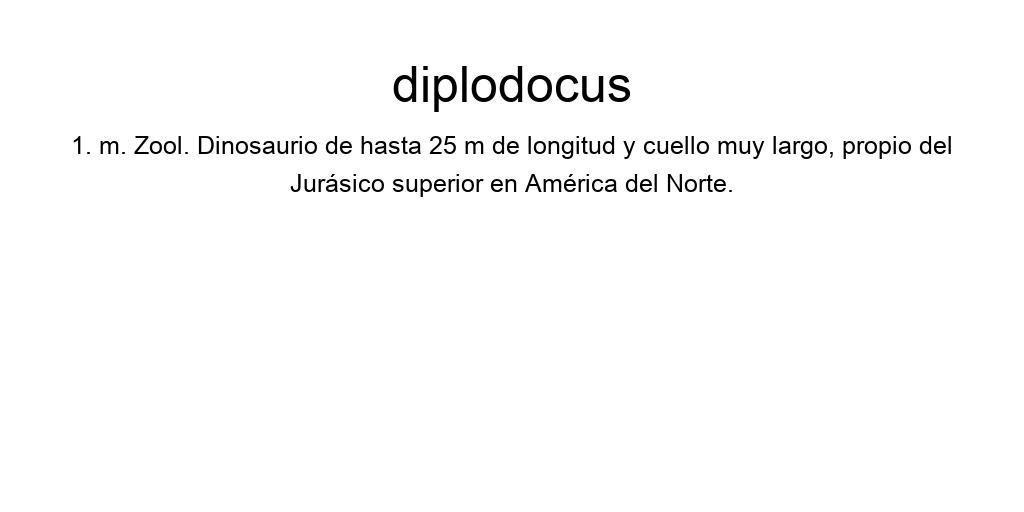 diplodocus
1. m. Zool. Dinosaurio de hasta 25 m de longitud y cuello muy largo, propio del
Jurásico superior en América del Norte.